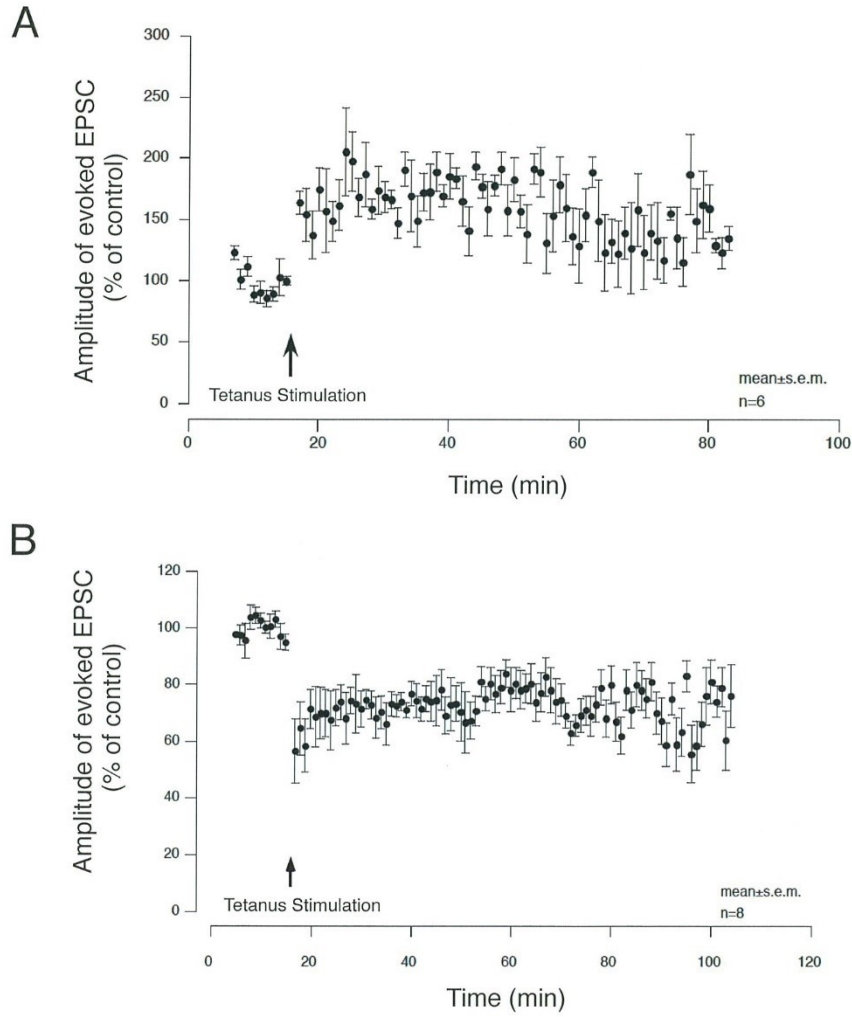 A
300
250
200
150
100
50
0
Amplitude of evoked EPSC
(% of control)
Tetanus Stimulation
mean±s.e.m.
n=6
0 20 40 60 80 100
Time (min)
B
120
100
80
60
40
20
0
Amplitude of evoked EPSC
(% of control)
Tetanus Stimulation
mean±s.e.m.
n=8
0 20 40 60 80 100 120
Time (min)